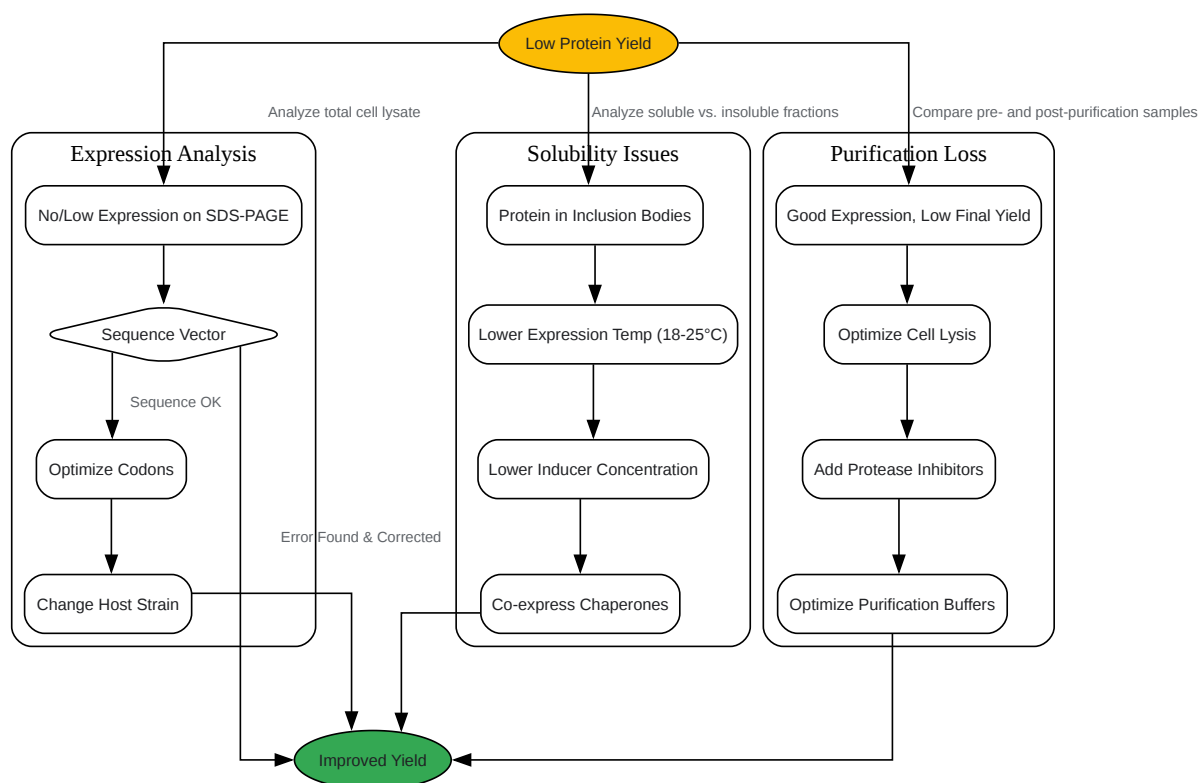 Low Protein Yield
Analyze total cell lysate
Analyze soluble vs. insoluble fractions
Compare pre- and post-purification samples
Expression Analysis
Solubility Issues
Purification Loss
No/Low Expression on SDS-PAGE
Protein in Inclusion Bodies
Good Expression, Low Final Yield
Sequence Vector
Lower Expression Temp (18-25°C)
Optimize Cell Lysis
Sequence OK
Optimize Codons
Lower Inducer Concentration
Add Protease Inhibitors
Error Found & Corrected
Change Host Strain
Co-express Chaperones
Optimize Purification Buffers
Improved Yield